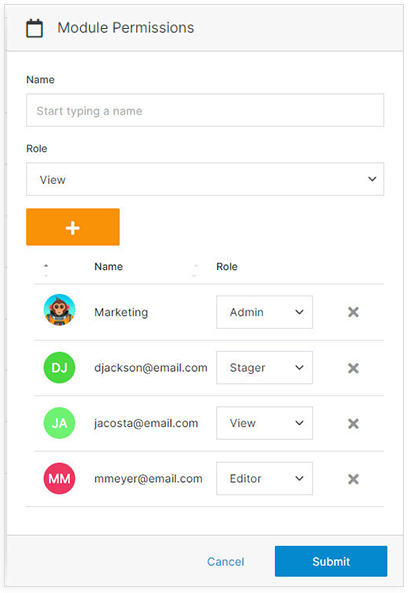 Module Permissions
Name
Start typing a name
Role
View
+
Name Role
Marketing Admin
DJ djackson@email.com Stager
JA jacosta@email.com View
MM mmeyer@email.com Editor
Cancel Submit